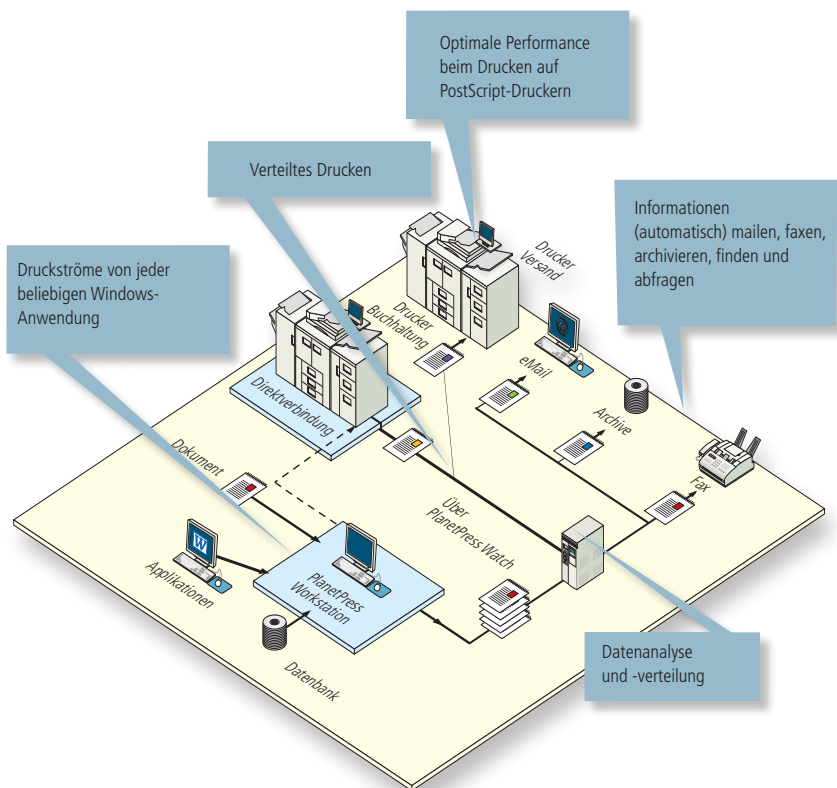 Optimale Performance
beim Drucken auf
PostScript-Druckern
Verteiltes Drucken
Informationen
(automatisch) mailen, faxen,
archivieren, finden und
abfragen
Druckströme von jeder
beliebigen Windows-
Anwendung
Drucker
Versand
Drucker
Buchhaltung
eMail
Direktverbindung
Archive
Dokument
Fax
Über
PlanetPress Watch
W
Applikationen
PlanetPress
Workstation
Datenbank
Datenanalyse
und -verteilung